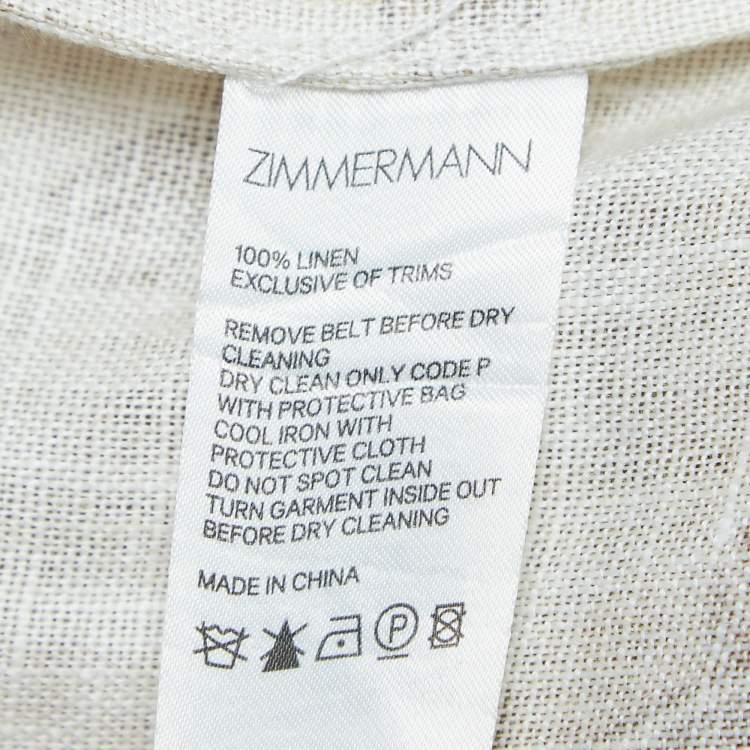 ZIMMERMANN
100% LINEN
EXCLUSIVE OF TRIMS
REMOVE BELT BEFORE DRY
CLEANING
DRY CLEAN ONLY CODE P
WITH PROTECTIVE BAG
COOL IRON WITH
PROTECTIVE CLOTH
DO NOT SPOT CLEAN
TURN GARMENT INSIDE OUT
BEFORE DRY CLEANING
MADE IN CHINA
P